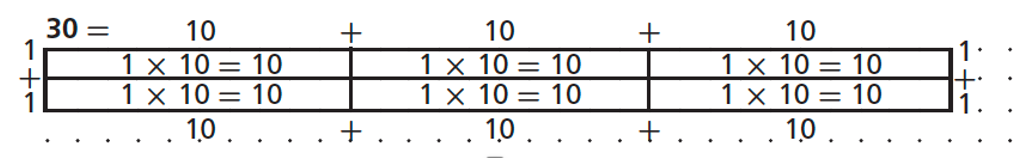 30 = 10 + 10 + 10
1 1 × 10 = 10 1 × 10 = 10 1 × 10 = 10 1
+ +
1 1 × 10 = 10 1 × 10 = 10 1 × 10 = 10 1
10 + 10 + 10